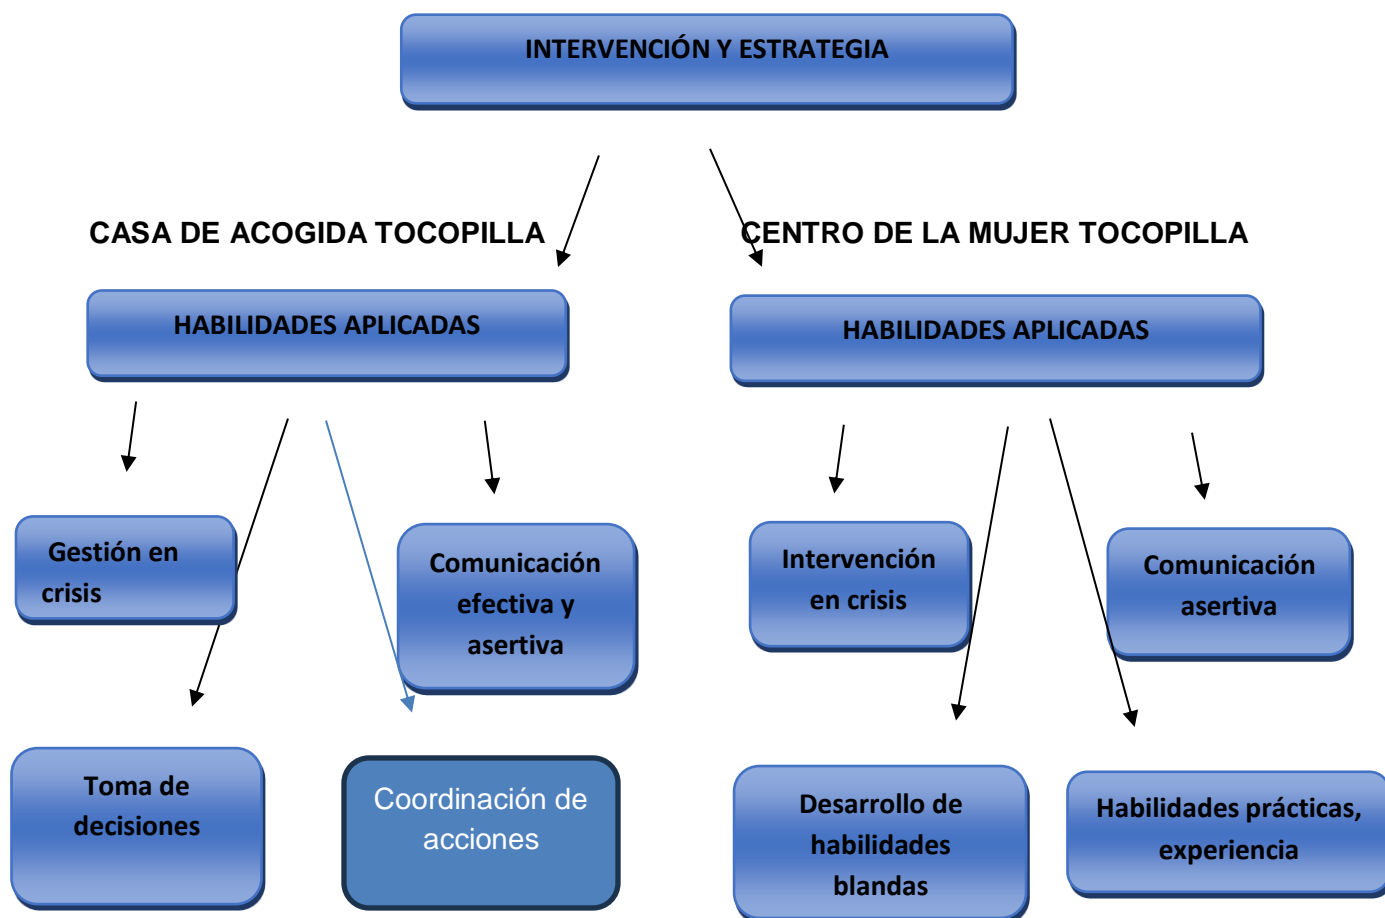 INTERVENCIÓN Y ESTRATEGIA
CASA DE ACOGIDA TOCOPILLA
CENTRO DE LA MUJER TOCOPILLA
HABILIDADES APLICADAS
HABILIDADES APLICADAS
Gestión en
crisis
Comunicación
efectiva y
asertiva
Intervención
en crisis
Comunicación
asertiva
Toma de
decisiones
Coordinación de
acciones
Desarrollo de
habilidades
blandas
Habilidades prácticas,
experiencia